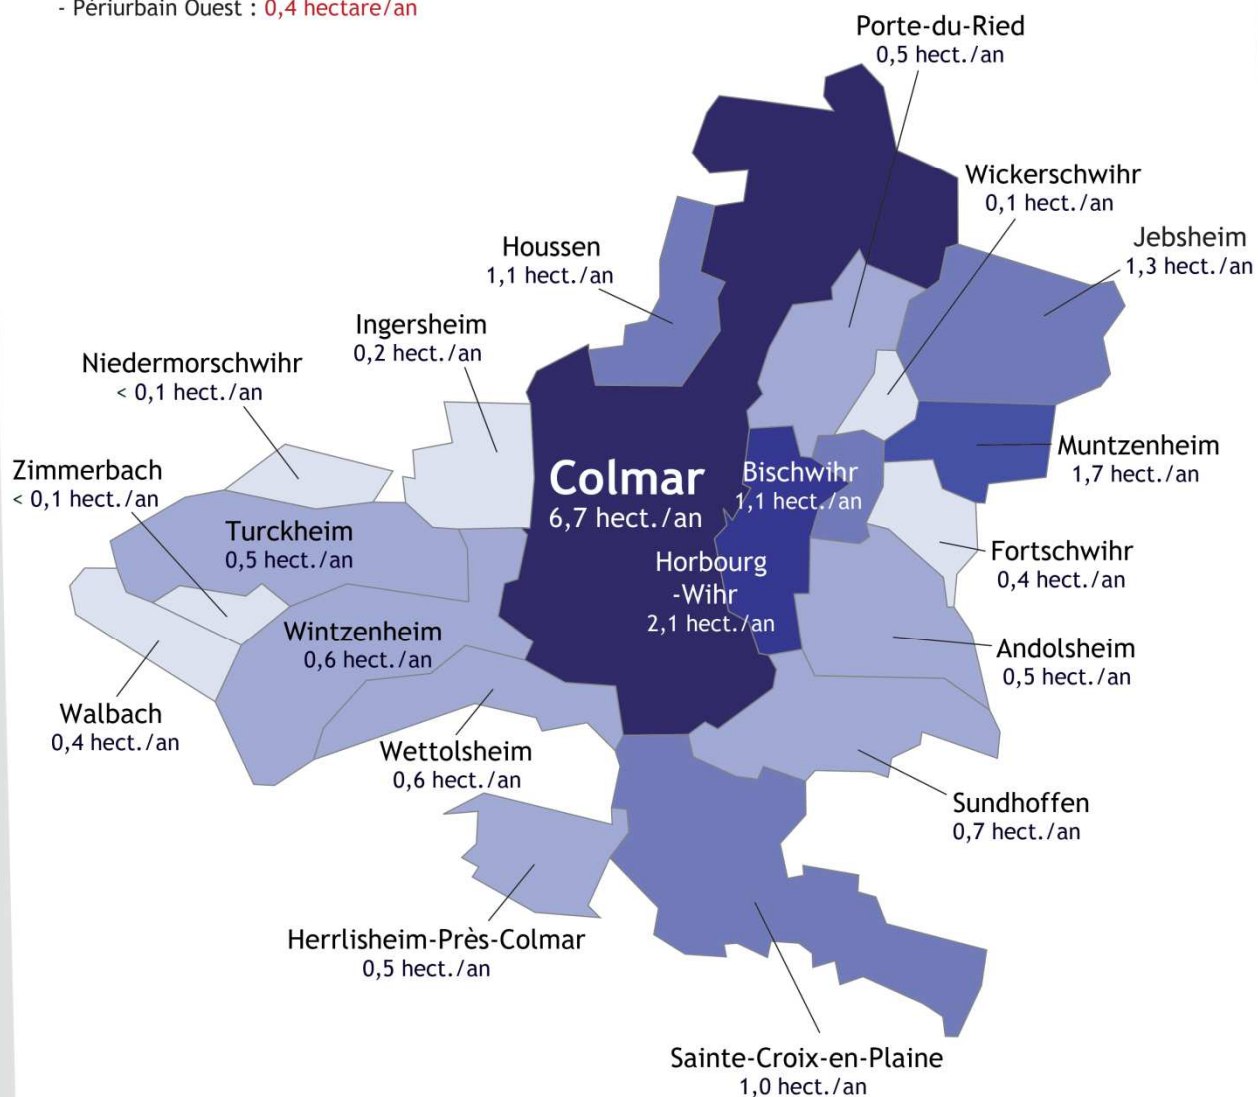 - Périurbain Ouest : 0,4 hectare/an
Porte-du-Ried
0,5 hect./an
Wickerschwihr
0,1 hect./an
Jebsheim
1,3 hect./an
Houssen
1,1 hect./an
Ingersheim
0,2 hect./an
Niedermorschwihr
< 0,1 hect./an
Zimmerbach
< 0,1 hect./an
Muntzenheim
1,7 hect./an
Colmar
6,7 hect./an
Bischwihr
1,1 hect./an
Turckheim
0,5 hect./an
Fortschwihr
0,4 hect./an
Horbourg
-Wihr
2,1 hect./an
Wintzenheim
0,6 hect./an
Andolsheim
0,5 hect./an
Walbach
0,4 hect./an
Wettolsheim
0,6 hect./an
Sundhoffen
0,7 hect./an
Herrlisheim-Près-Colmar
0,5 hect./an
Sainte-Croix-en-Plaine
1,0 hect./an